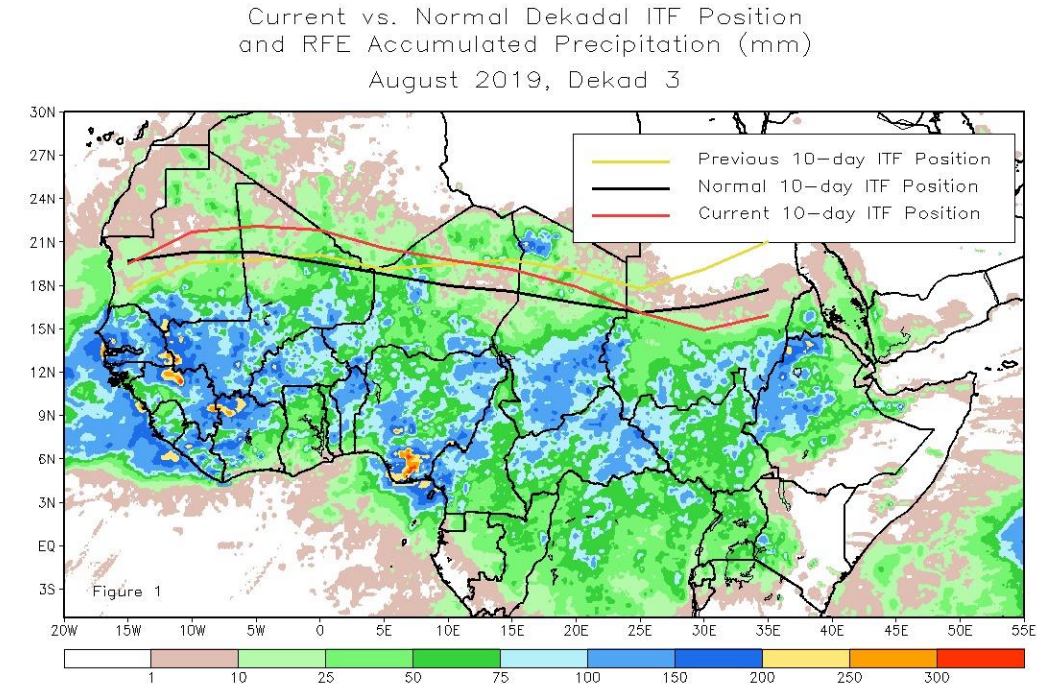 Current vs. Normal Dekadal ITF Position
and RFE Accumulated Precipitation (mm)
August 2019, Dekad 3
Previous 10-day ITF Position
Normal 10-day ITF Position
Current 10-day ITF Position
30N
27N
24N
21N
18N
15N
12N
9N
6N
3N
EQ
3S
Figure 1
20W 15W 10W 5W 0 5E 10E 15E 20E 25E 30E 35E 40E 45E 50E 55E
1 10 25 50 75 100 150 200 250 300